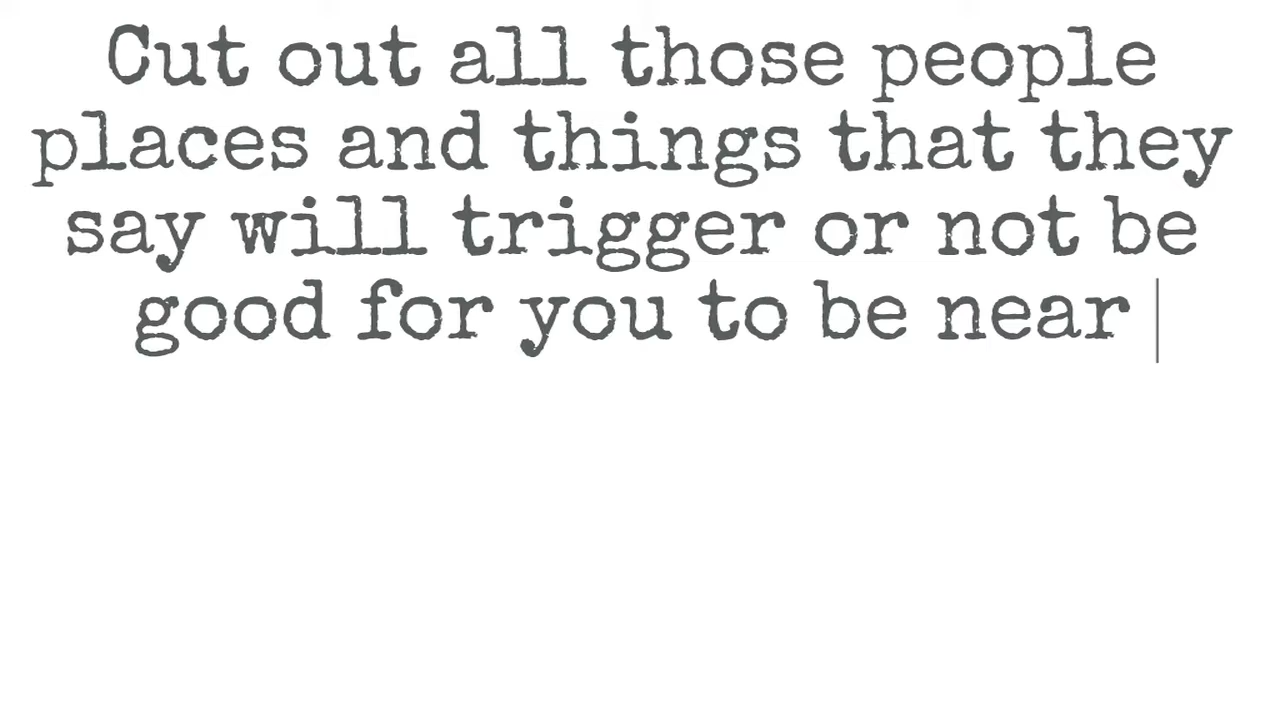 Cut out all those people
places and things that they
say will trigger or not be
good for you to be near